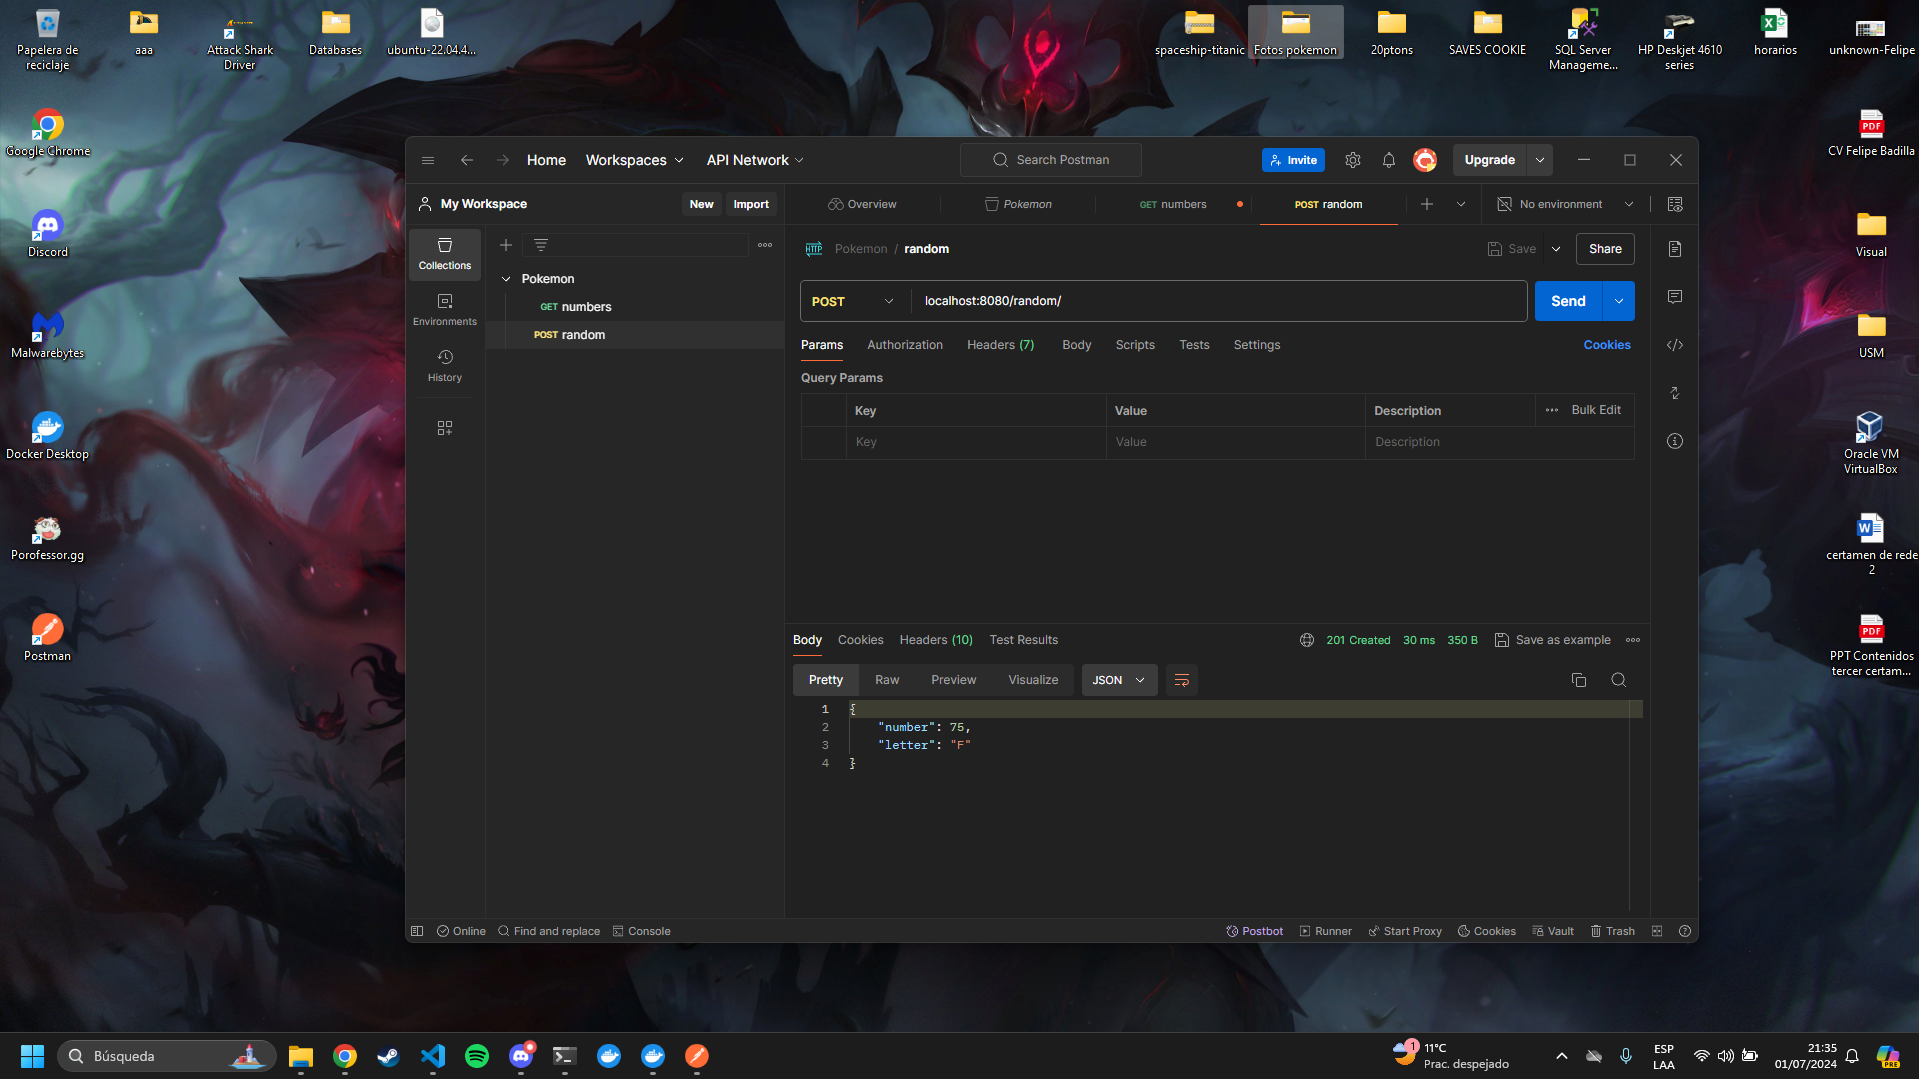 Papelera de
reciclaje
aaa
Attack Shark
Driver
Databases
ubuntu-22.04.4...
spaceship-titanic
Fotos pokemon
20ptons
SAVES COOKIE
SQL Server
Manageme...
HP Deskjet 4610
series
horarios
unknown-Felipe
Google Chrome
CV Felipe Badilla
Discord
Visual
Malwarebytes
USM
Docker Desktop
Oracle VM
VirtualBox
Porofessor.gg
certamen de rede
2
Postman
PPT Contenidos
tercer certam...
Home
Workspaces
API Network
Search Postman
Invite
Upgrade
My Workspace
New
Import
Overview
Pokemon
GET numbers
POST random
No environment
Collections
Environments
History
Pokemon
GET numbers
POST random
HTTP
Pokemon / random
Save
Share
POST
localhost:8080/random/
Send
Params
Authorization
Headers (7)
Body
Scripts
Tests
Settings
Cookies
Query Params
Key
Value
Description
Bulk Edit
Key
Value
Description
Body
Cookies
Headers (10)
Test Results
201 Created
30 ms
350 B
Save as example
Pretty
Raw
Preview
Visualize
JSON
1 {
2 "number": 75,
3 "letter": "F"
4 }
Online
Find and replace
Console
Postbot
Runner
Start Proxy
Cookies
Vault
Trash
Búsqueda
1
11°C
Prac. despejado
ESP
LAA
21:35
01/07/2024
PRE
PDF
PDF